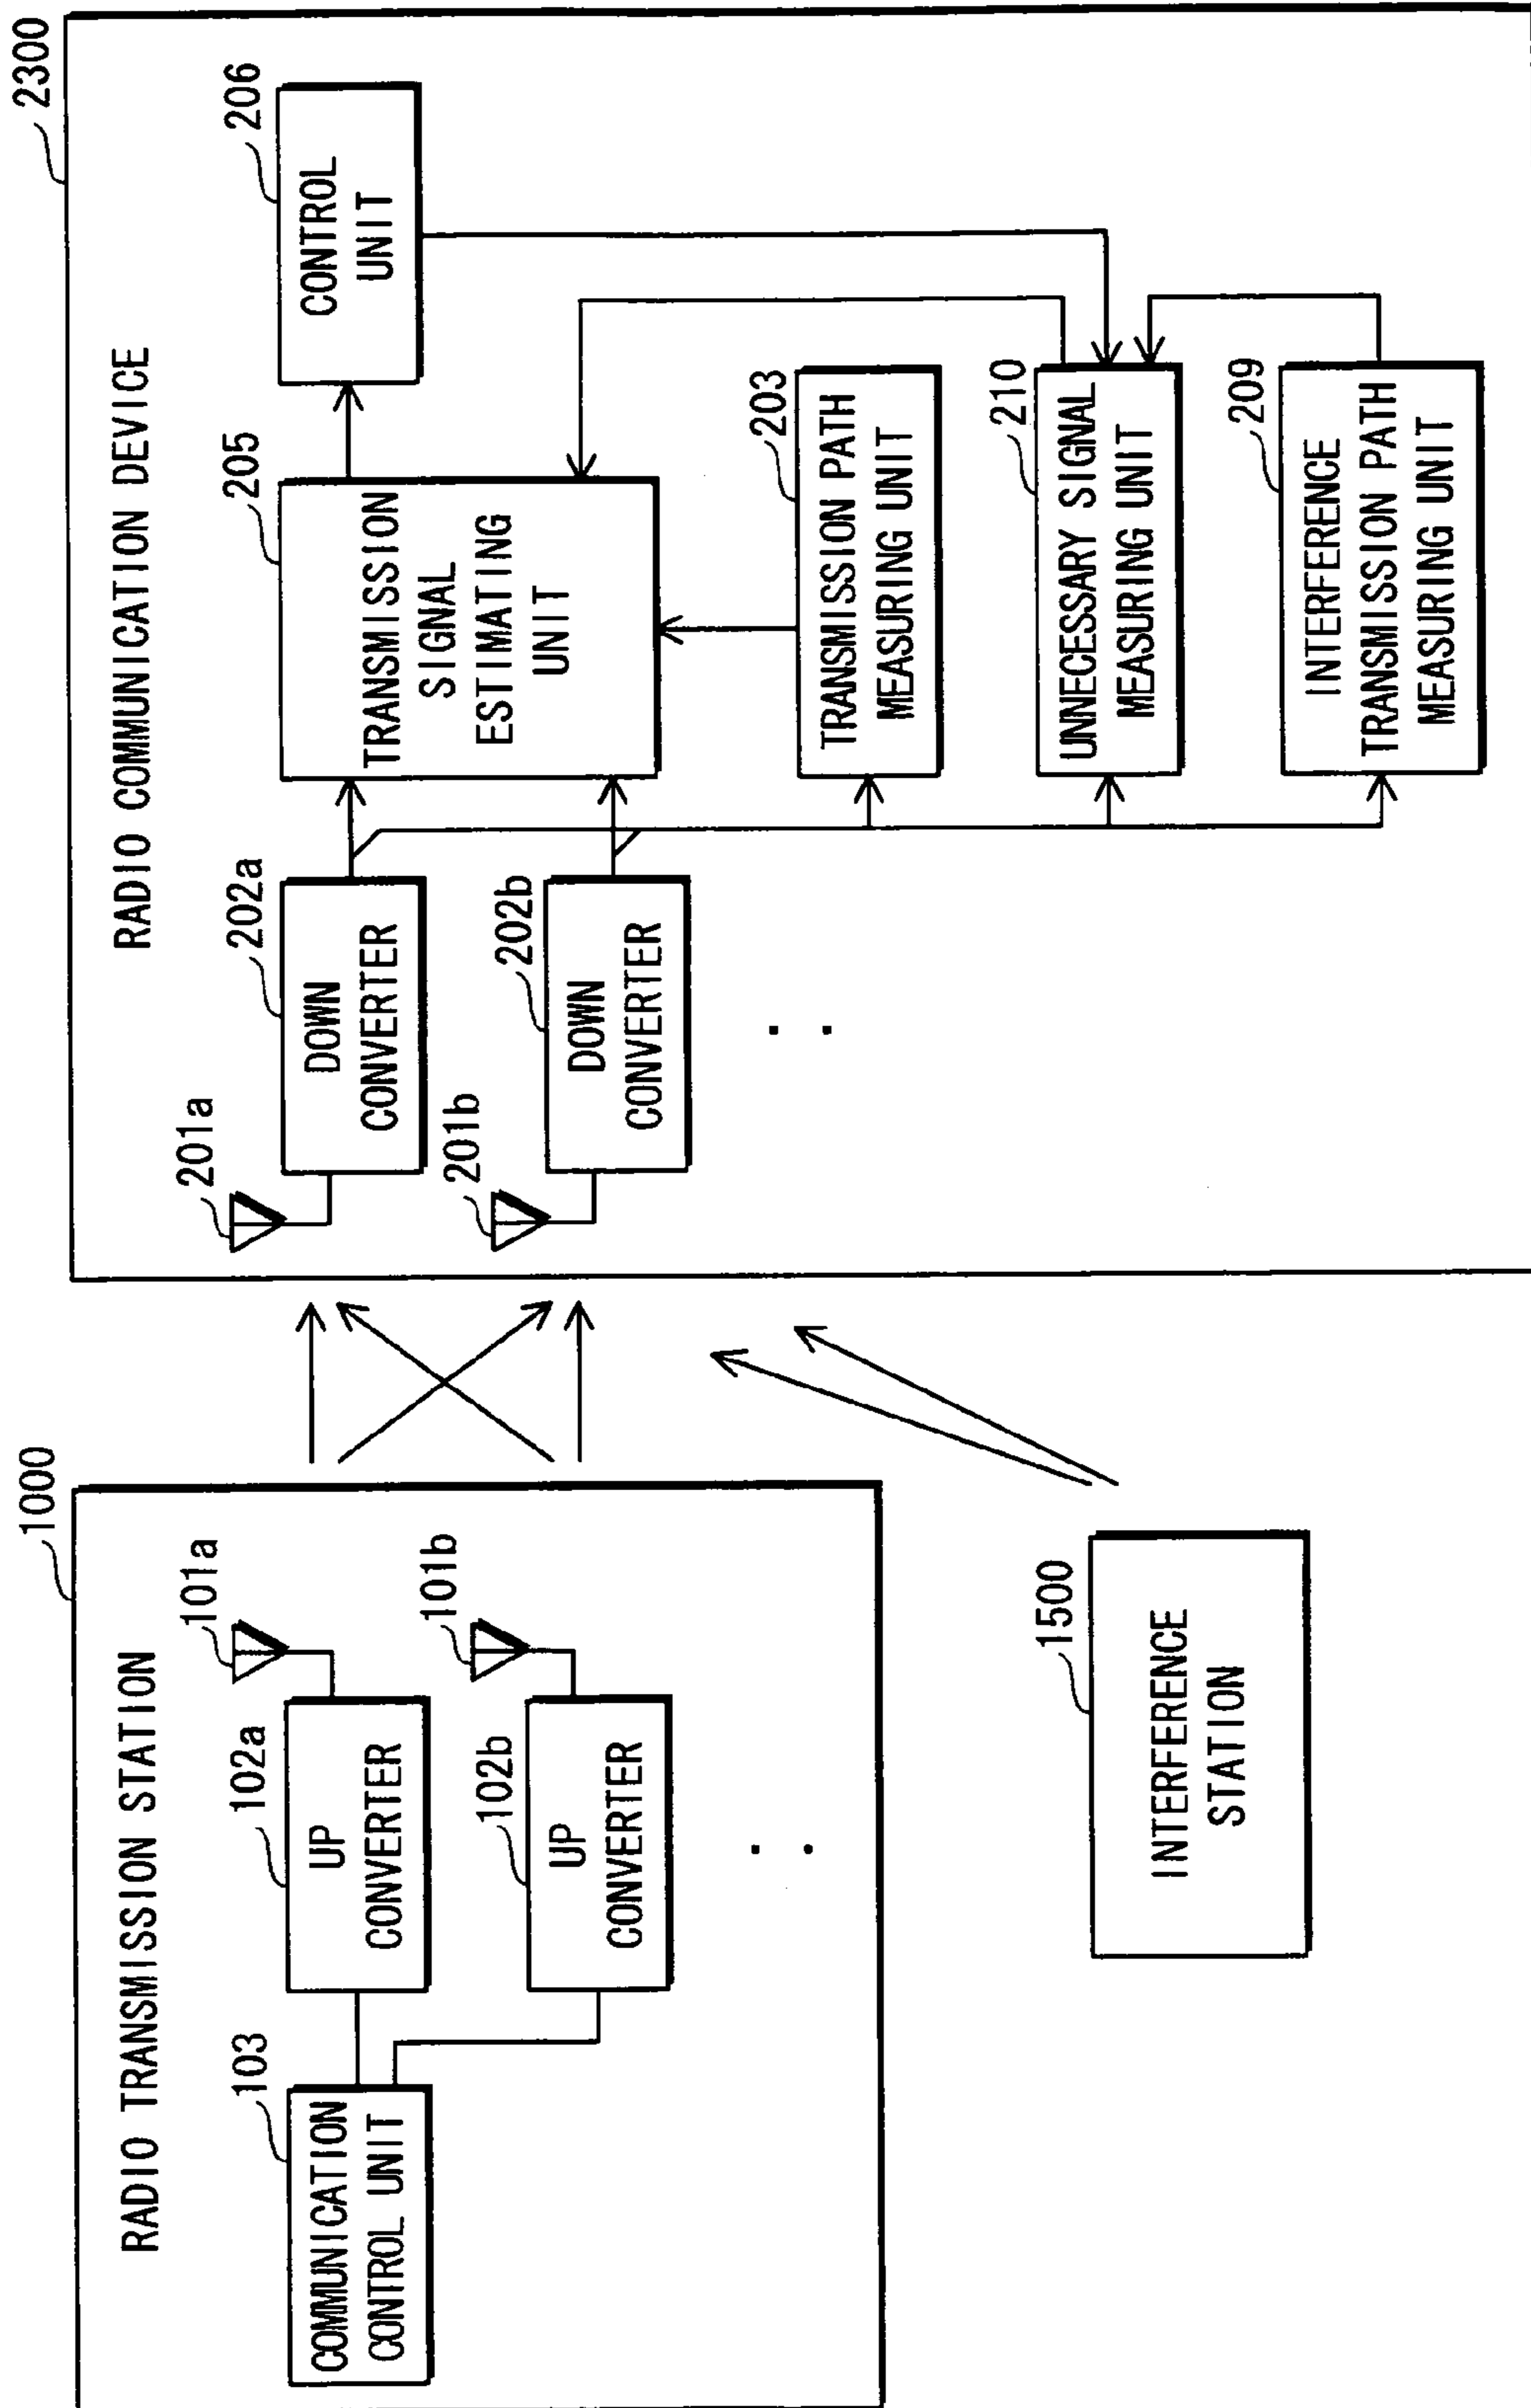 RADIO TRANSMISSION STATION
1000
101a
102a
UP
CONVERTER
103
COMMUNICATION
CONTROL UNIT
101b
102b
UP
CONVERTER
1500
INTERFERENCE
STATION
2300
RADIO COMMUNICATION DEVICE
201a
202a
DOWN
CONVERTER
201b
202b
DOWN
CONVERTER
205
TRANSMISSION
SIGNAL
ESTIMATING
UNIT
206
CONTROL
UNIT
203
TRANSMISSION PATH
MEASURING UNIT
210
UNNECESSARY SIGNAL
MEASURING UNIT
209
INTERFERENCE
TRANSMISSION PATH
MEASURING UNIT